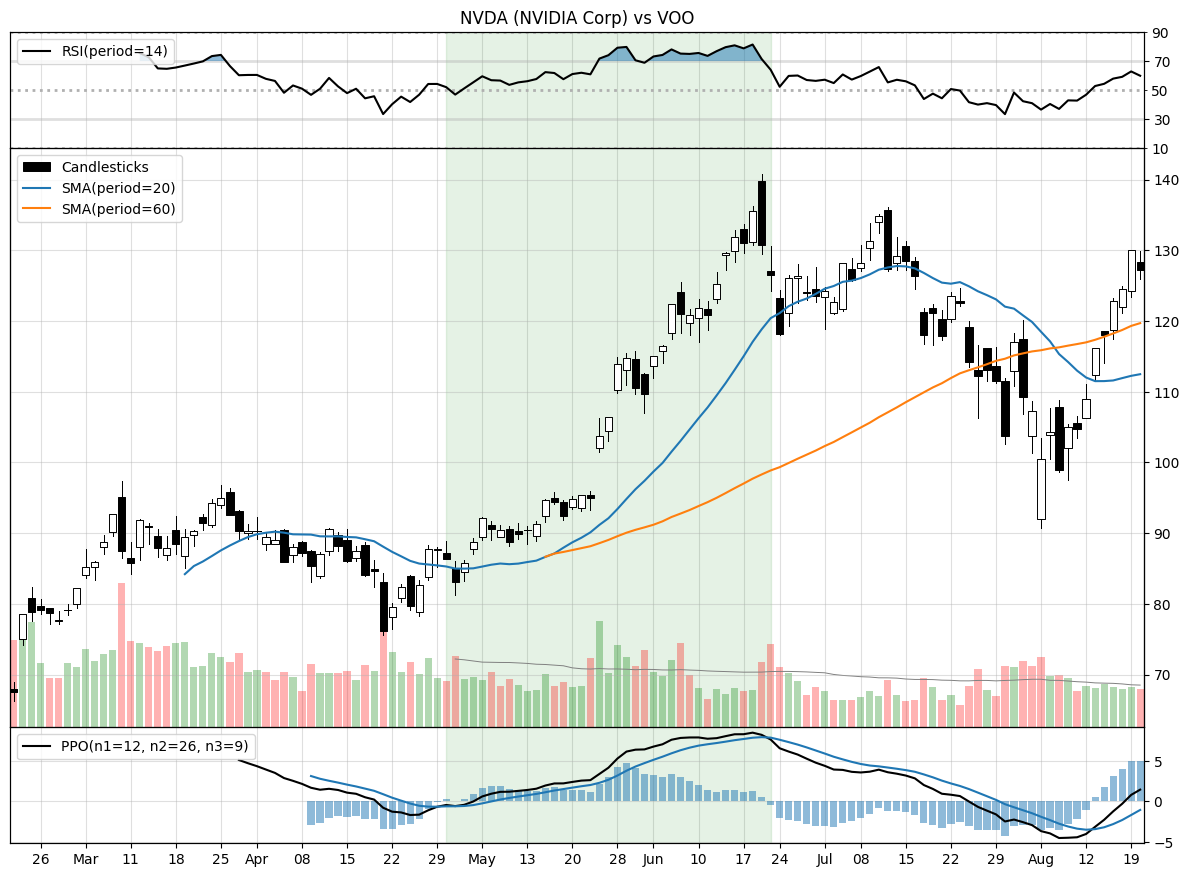 NVDA (NVIDIA Corp) vs VOO
RSI(period=14)
90
70
50
30
10
Candlesticks
SMA(period=20)
SMA(period=60)
140
130
120
110
100
90
80
70
PPO(n1=12, n2=26, n3=9)
5
0
−5
26 Mar 11 18 25 Apr 08 15 22 29 May 13 20 28 Jun 10 17 24 Jul 08 15 22 29 Aug 12 19